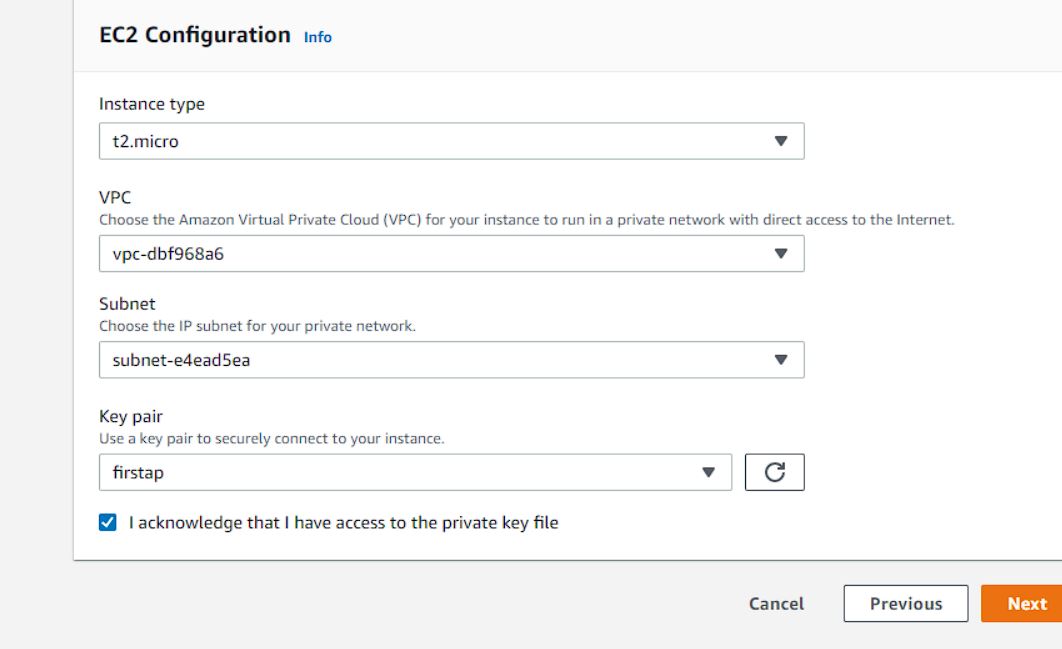 EC2 Configuration Info
Instance type
t2.micro
VPC
Choose the Amazon Virtual Private Cloud (VPC) for your instance to run in a private network with direct access to the Internet.
vpc-dbf968a6
Subnet
Choose the IP subnet for your private network.
subnet-e4ead5ea
Key pair
Use a key pair to securely connect to your instance.
firstap
I acknowledge that I have access to the private key file
Cancel Previous Next